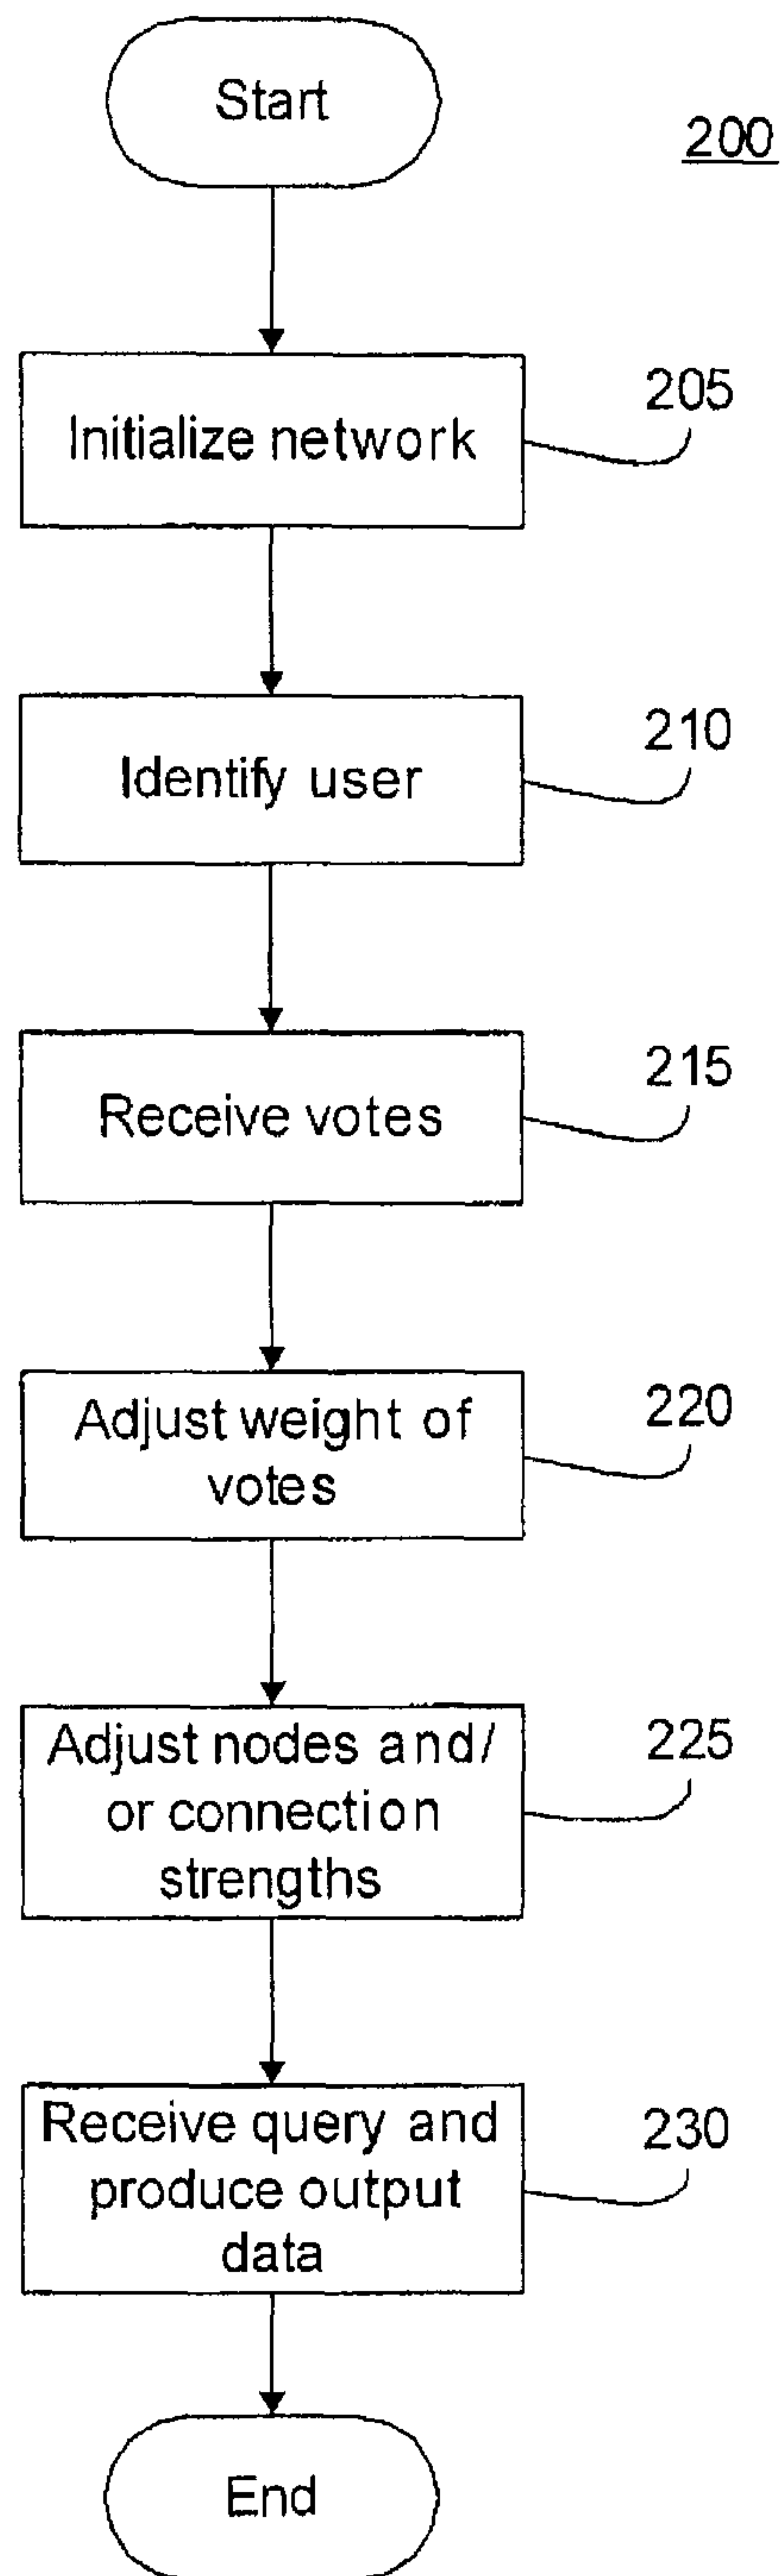 Start
200
Initialize network
205
Identify user
210
Receive votes
215
Adjust weight of
votes
220
Adjust nodes and/
or connection
strengths
225
Receive query and
produce output
data
230
End